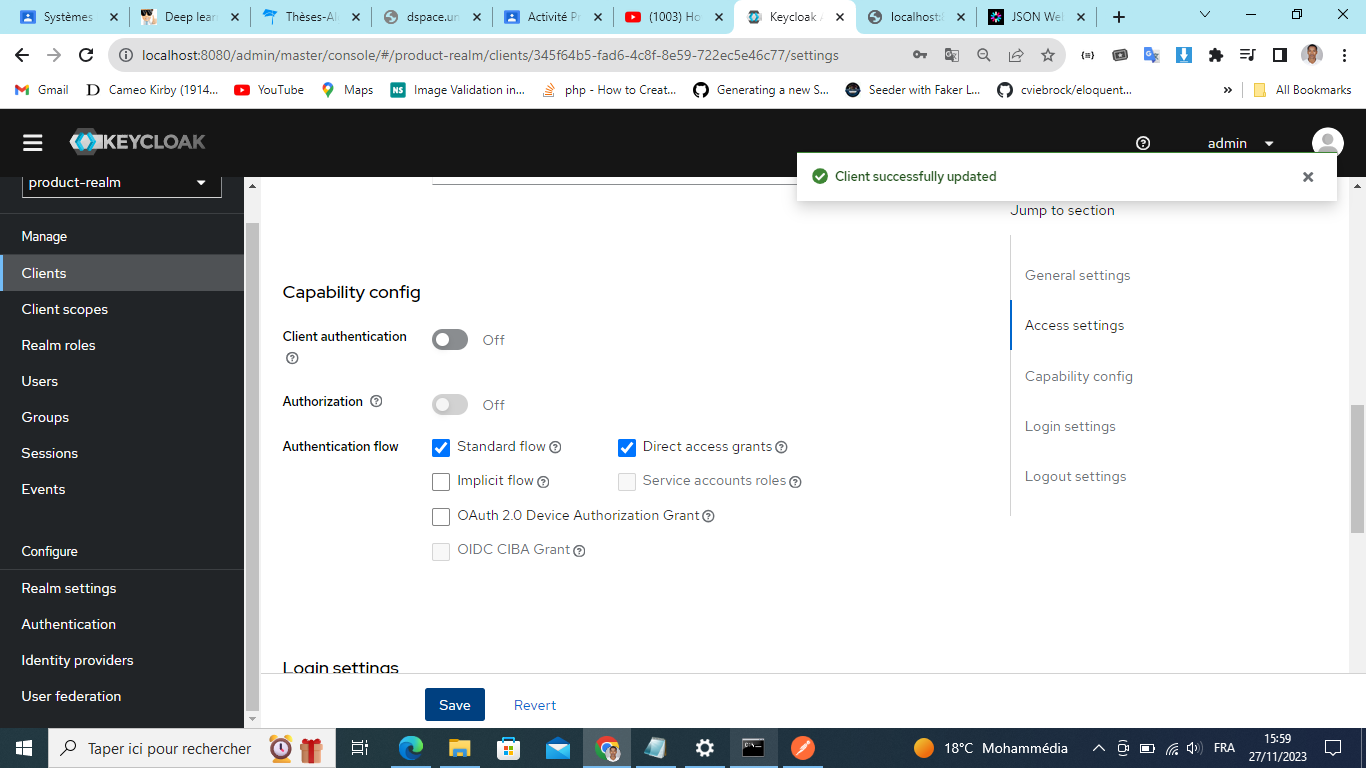 Systèmes
Deep lear
Thèses-Al
dspace.un
Activité Pr
(1003) Ho
Keycloak A
localhost:
JSON Wel
localhost:8080/admin/master/console/#/product-realm/clients/345f64b5-fad6-4c8f-8e59-722ec5e46c77/settings
Gmail
Cameo Kirby (1914...
YouTube
Maps
NS
Image Validation in...
php - How to Creat...
Generating a new S...
Seeder with Faker L...
cviebrock/eloquent...
»
All Bookmarks
KEYCLOAK
admin
product-realm
Client successfully updated
Jump to section
Manage
Clients
Client scopes
Realm roles
Users
Groups
Sessions
Events
Configure
Realm settings
Authentication
Identity providers
User federation
Capability config
Client authentication
Off
Authorization
Off
Authentication flow
Standard flow
Direct access grants
Implicit flow
Service accounts roles
OAuth 2.0 Device Authorization Grant
OIDC CIBA Grant
Login settings
General settings
Access settings
Capability config
Login settings
Logout settings
Save
Revert
Taper ici pour rechercher
18°C Mohammédia
FRA
15:59
27/11/2023